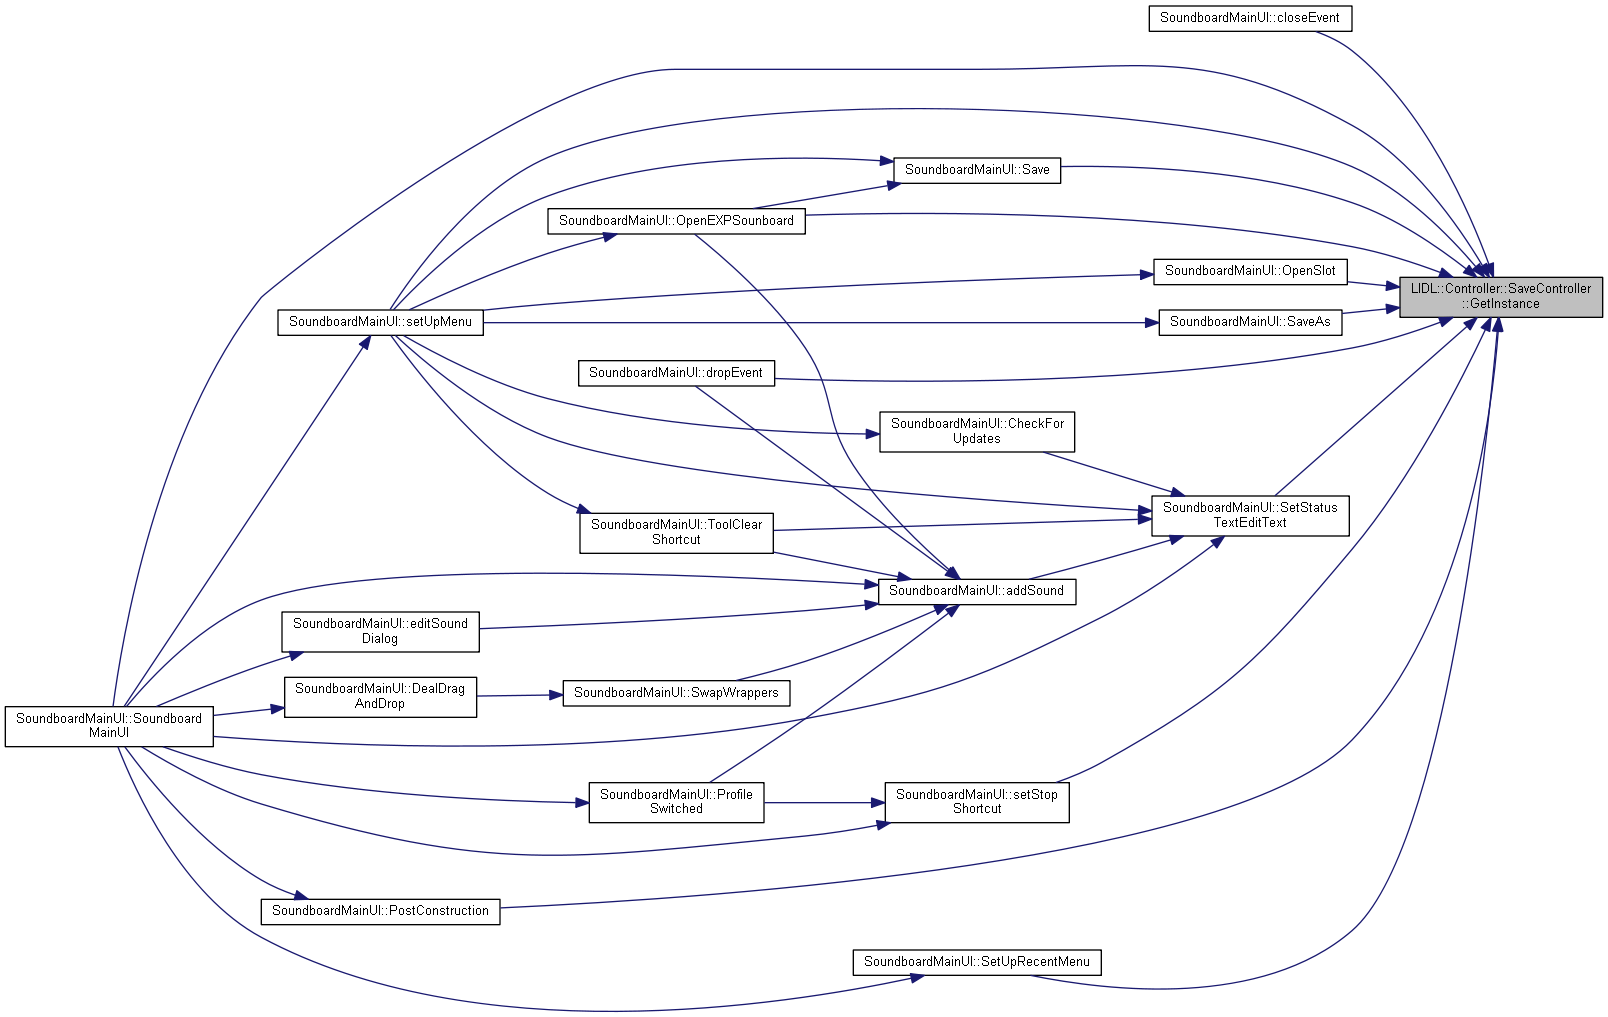 SoundboardMainUI::closeEvent
SoundboardMainUI::Save
SoundboardMainUI::OpenEXPSounboard
SoundboardMainUI::OpenSlot
LIDL::Controller::SaveController
::GetInstance
SoundboardMainUI::setUpMenu
SoundboardMainUI::SaveAs
SoundboardMainUI::dropEvent
SoundboardMainUI::CheckFor
Updates
SoundboardMainUI::SetStatus
TextEditText
SoundboardMainUI::ToolClear
Shortcut
SoundboardMainUI::addSound
SoundboardMainUI::editSound
Dialog
SoundboardMainUI::DealDrag
AndDrop
SoundboardMainUI::SwapWrappers
SoundboardMainUI::Soundboard
MainUI
SoundboardMainUI::Profile
Switched
SoundboardMainUI::setStop
Shortcut
SoundboardMainUI::PostConstruction
SoundboardMainUI::SetUpRecentMenu